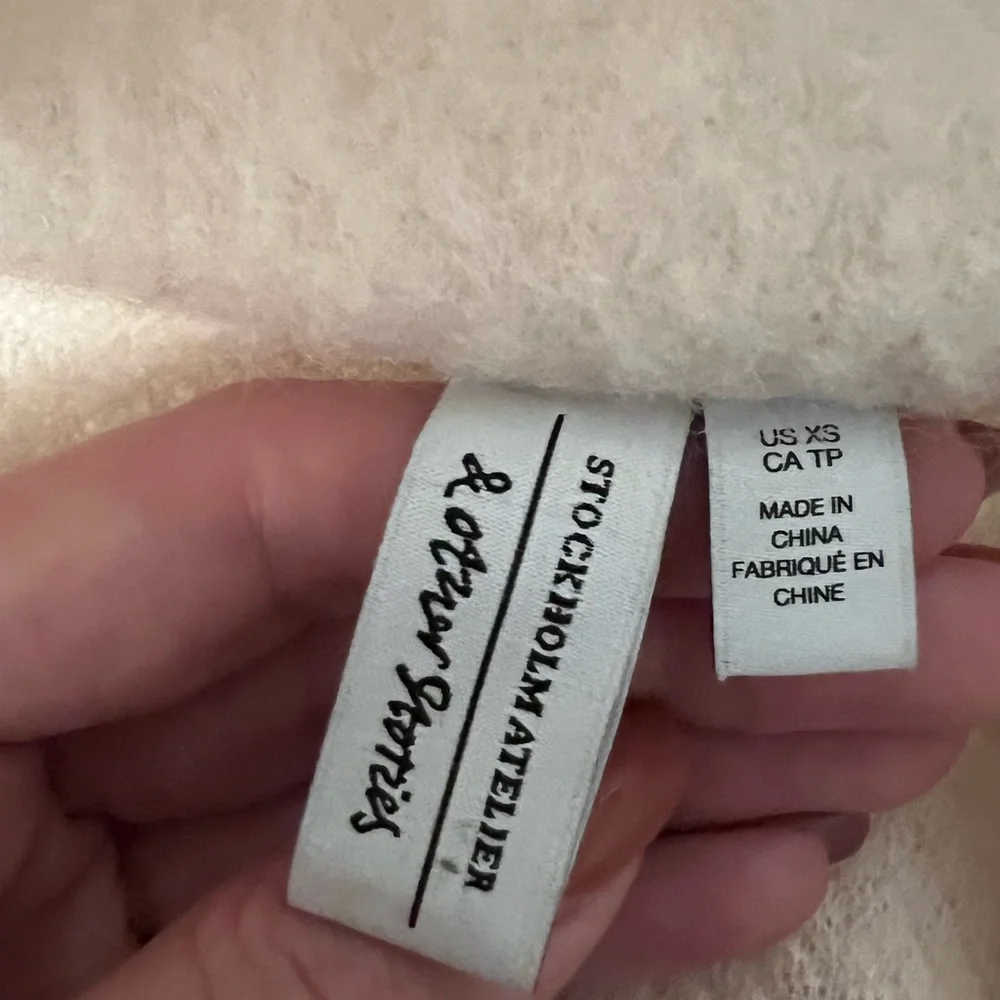 & other Stories
STOCKHOLM ATELIER
US XS
CA TP
MADE IN
CHINA
FABRIQUÉ EN
CHINE